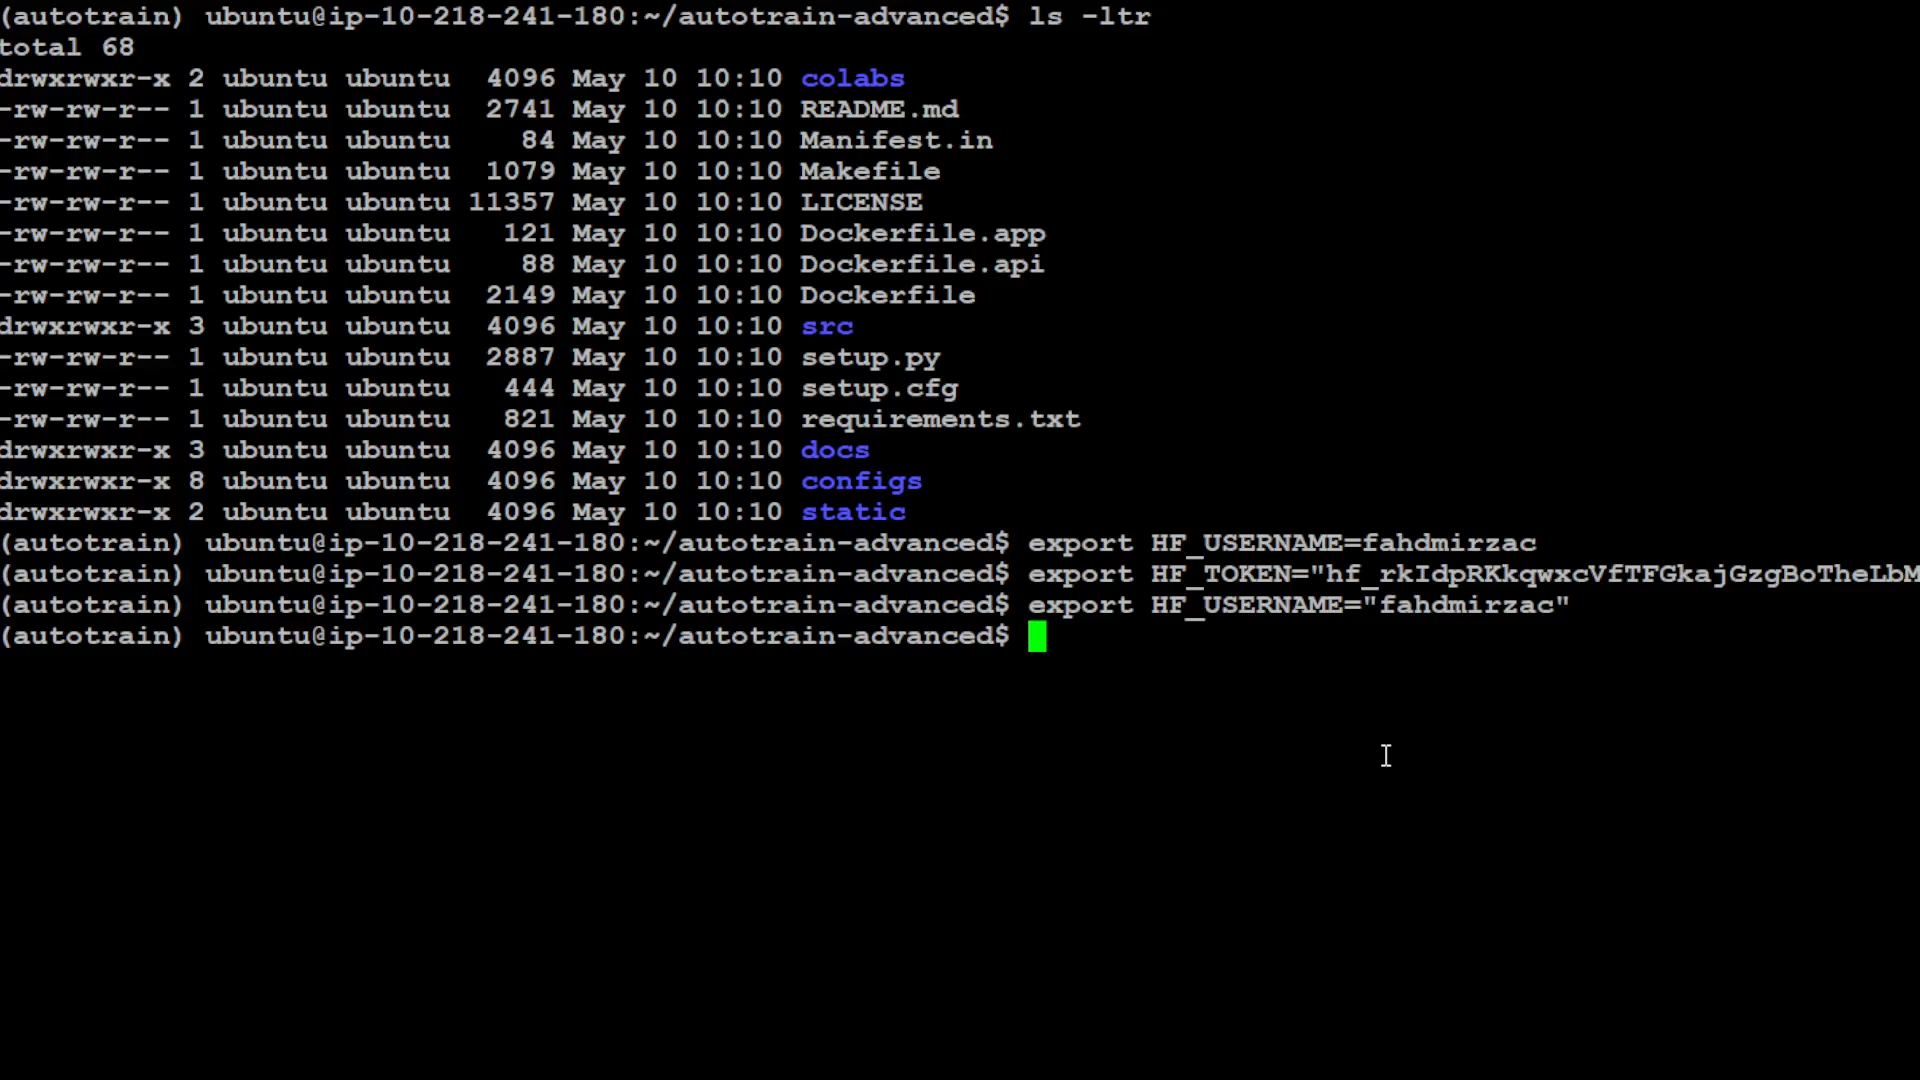 (autotrain) ubuntu@ip-10-218-241-180:~/autotrain-advanced$ ls -ltr
total 68
drwxrwxr-x 2 ubuntu ubuntu  4096 May 10 10:10 colabs
-rw-rw-r-- 1 ubuntu ubuntu  2741 May 10 10:10 README.md
-rw-rw-r-- 1 ubuntu ubuntu    84 May 10 10:10 Manifest.in
-rw-rw-r-- 1 ubuntu ubuntu  1079 May 10 10:10 Makefile
-rw-rw-r-- 1 ubuntu ubuntu 11357 May 10 10:10 LICENSE
-rw-rw-r-- 1 ubuntu ubuntu   121 May 10 10:10 Dockerfile.app
-rw-rw-r-- 1 ubuntu ubuntu    88 May 10 10:10 Dockerfile.api
-rw-rw-r-- 1 ubuntu ubuntu  2149 May 10 10:10 Dockerfile
drwxrwxr-x 3 ubuntu ubuntu  4096 May 10 10:10 src
-rw-rw-r-- 1 ubuntu ubuntu  2887 May 10 10:10 setup.py
-rw-rw-r-- 1 ubuntu ubuntu   444 May 10 10:10 setup.cfg
-rw-rw-r-- 1 ubuntu ubuntu   821 May 10 10:10 requirements.txt
drwxrwxr-x 3 ubuntu ubuntu  4096 May 10 10:10 docs
drwxrwxr-x 8 ubuntu ubuntu  4096 May 10 10:10 configs
drwxrwxr-x 2 ubuntu ubuntu  4096 May 10 10:10 static
(autotrain) ubuntu@ip-10-218-241-180:~/autotrain-advanced$ export HF_USERNAME=fahdmirzac
(autotrain) ubuntu@ip-10-218-241-180:~/autotrain-advanced$ export HF_TOKEN="hf_rkIdpRKkqwxcVfTFGkajGzgBoTheLbM
(autotrain) ubuntu@ip-10-218-241-180:~/autotrain-advanced$ export HF_USERNAME="fahdmirzac"
(autotrain) ubuntu@ip-10-218-241-180:~/autotrain-advanced$